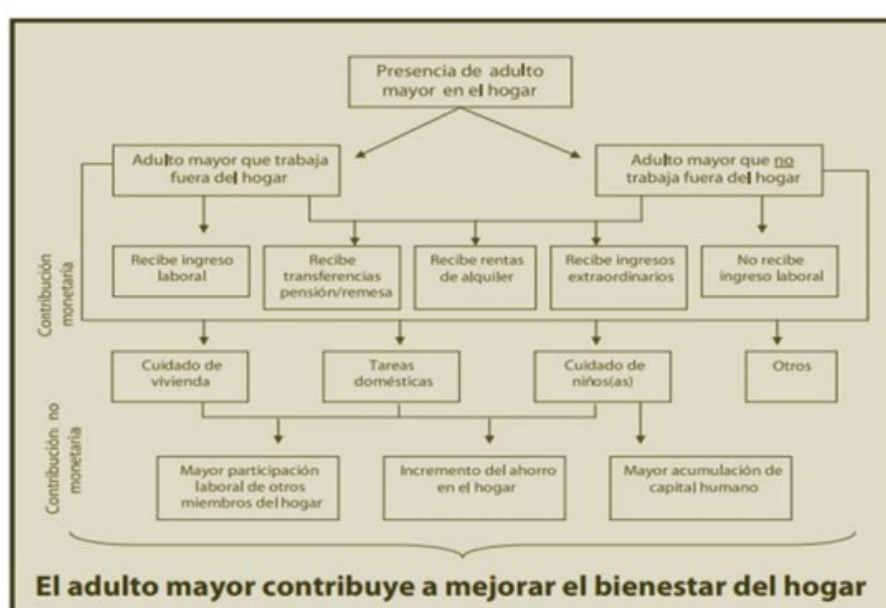 Presencia de adulto
mayor en el hogar
Adulto mayor que trabaja
fuera del hogar
Adulto mayor que no
trabaja fuera del hogar
Contribución
monetaria
Recibe ingreso
laboral
Recibe
transferencias
pensión/remesa
Recibe rentas
de alquiler
Recibe ingresos
extraordinarios
No recibe
ingreso laboral
Contribución no
monetaria
Cuidado de
vivienda
Tareas
domésticas
Cuidado de
niños(as)
Otros
Mayor participación
laboral de otros
miembros del hogar
Incremento del ahorro
en el hogar
Mayor acumulación de
capital humano
El adulto mayor contribuye a mejorar el bienestar del hogar